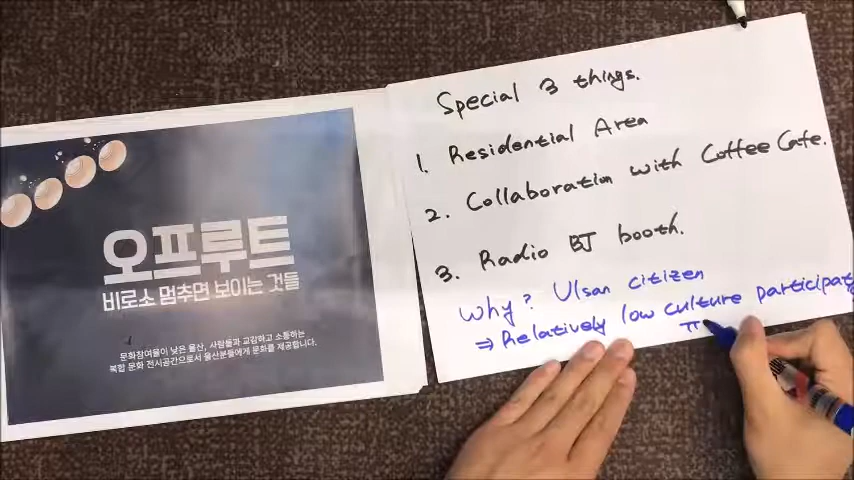 오프루트
비로소 멈추면 보이는 것들
문화참여율이 낮은 울산, 사람들과 교감하고 소통하는
복합 문화 전시공간으로서 울산분들에게 문화를 제공합니다.
Special 3 things.
1. Residential Area
2. Collaboration with Coffee Cafe.
3. Radio BJ booth.
Why? Ulsan citizen
⇒ Relatively low culture participat